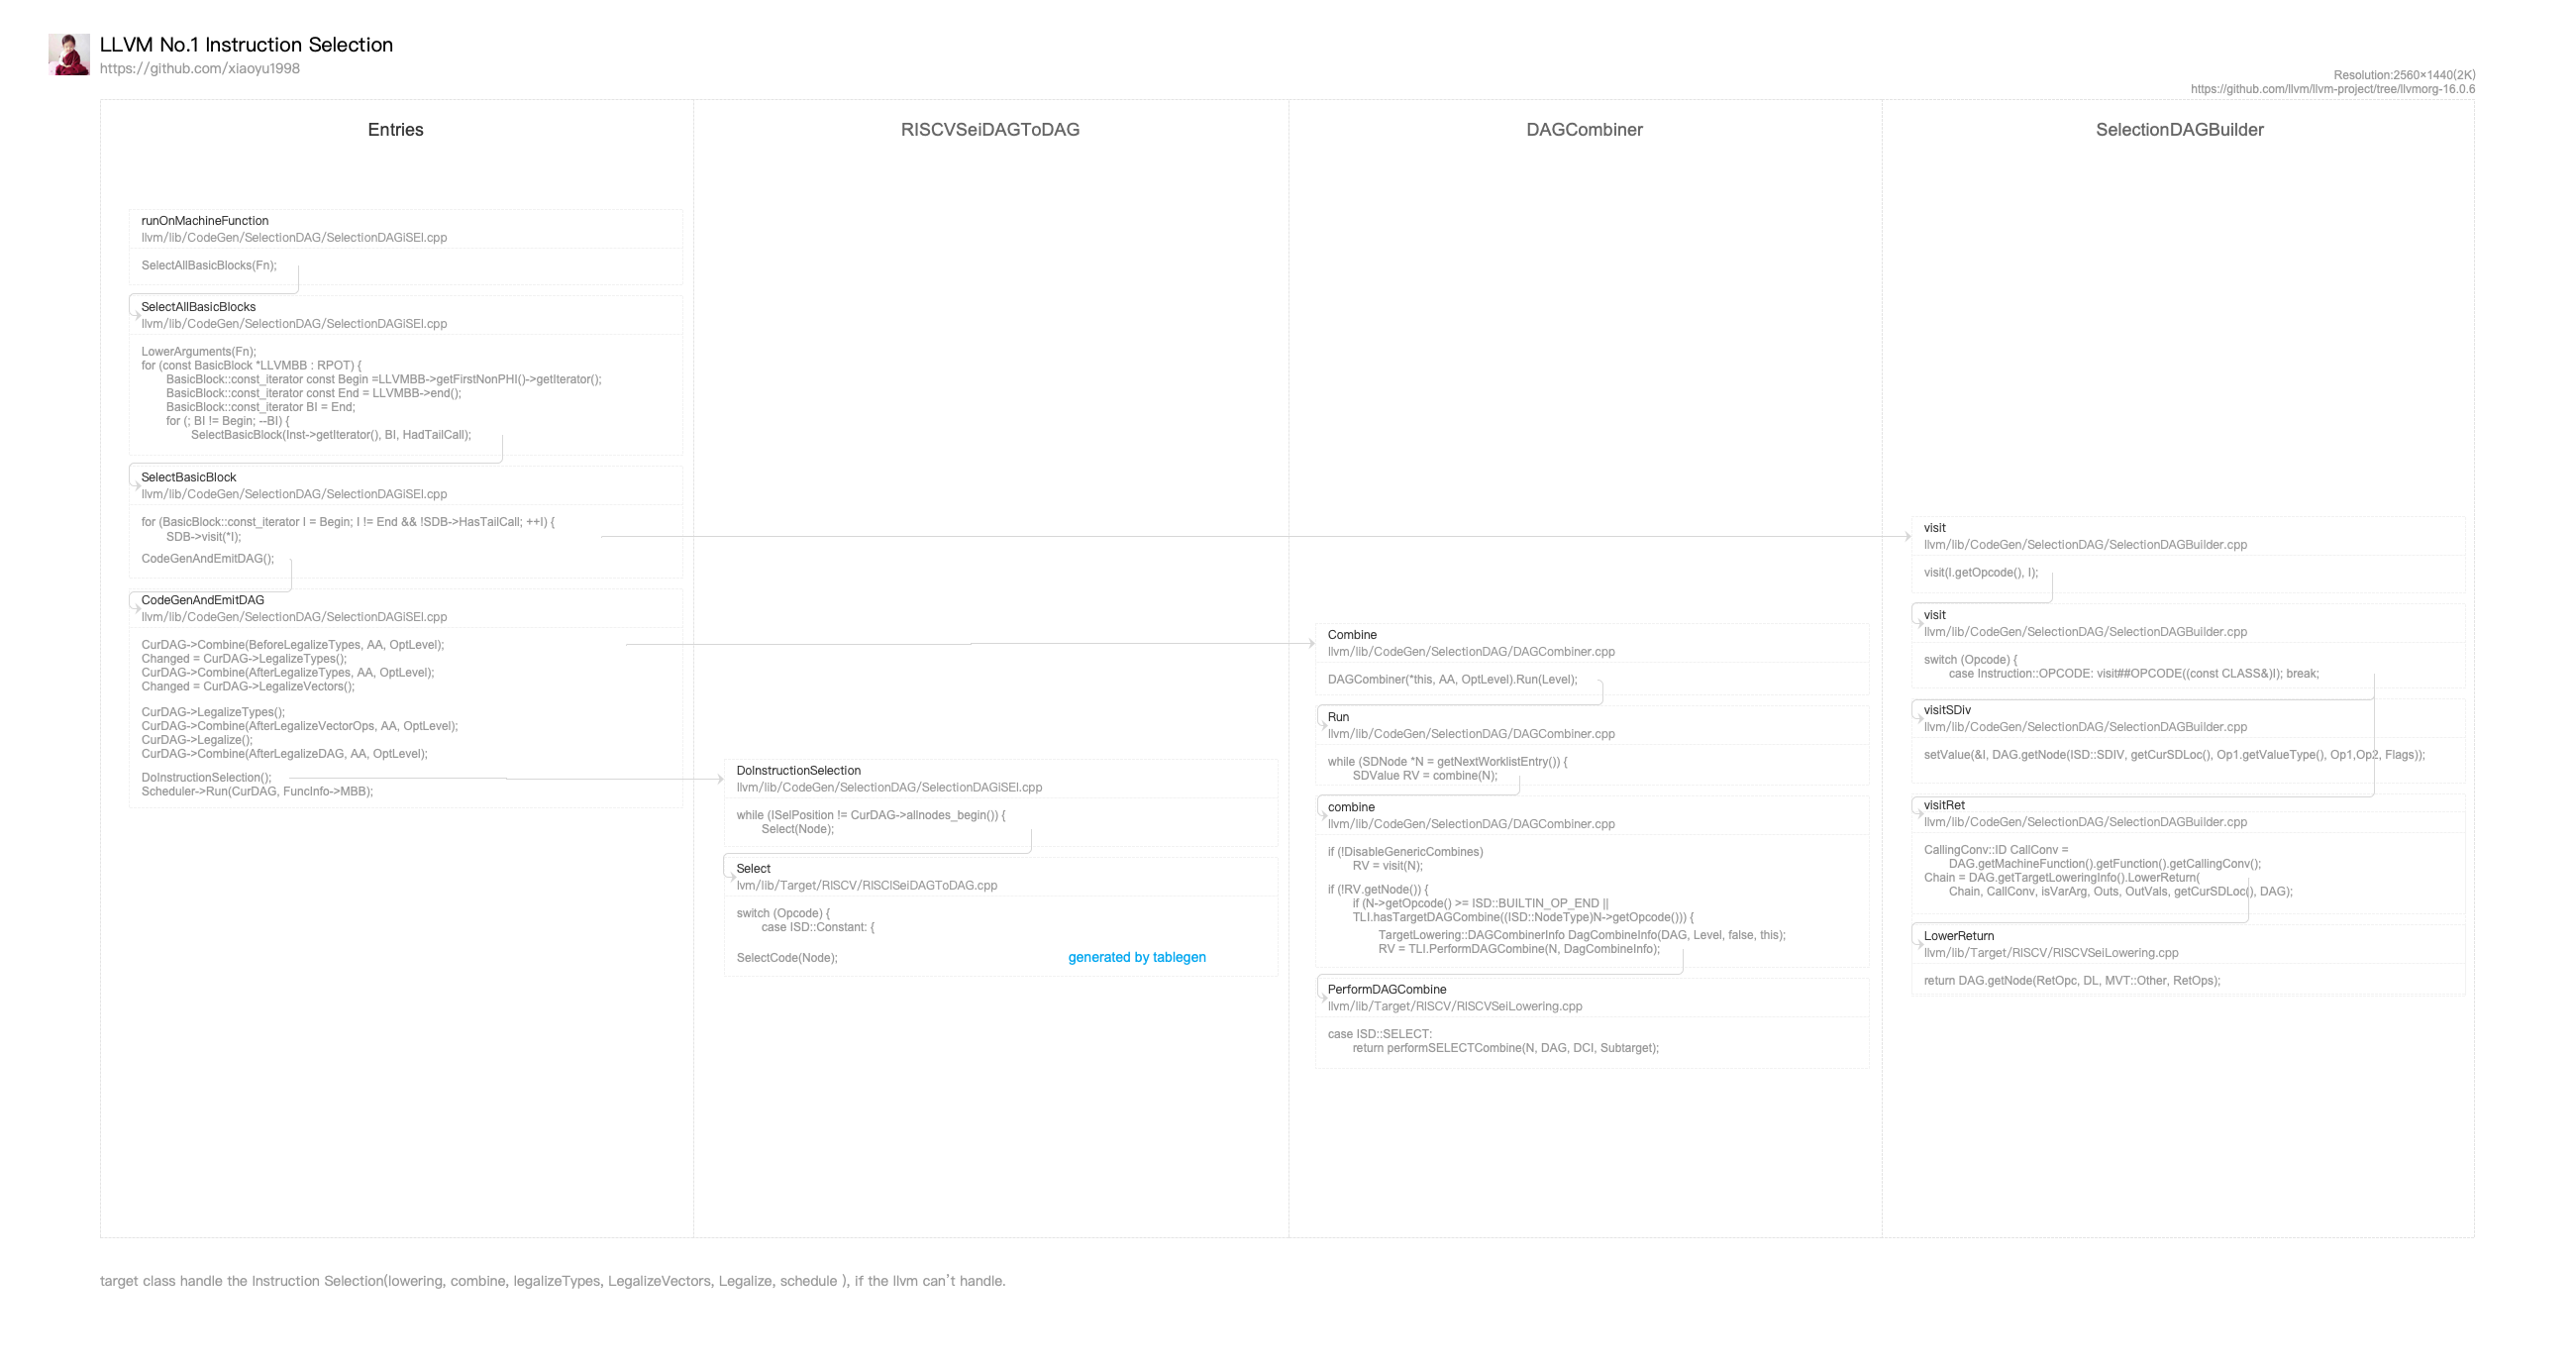 LLVM No.1 Instruction Selection
https://github.com/xiaoyu1998
Resolution:2560×1440(2K)
https://github.com/llvm/llvm-project/tree/llvmorg-16.0.6
Entries
runOnMachineFunction
llvm/lib/CodeGen/SelectionDAG/SelectionDAGiSEl.cpp
SelectAllBasicBlocks(Fn);
SelectAllBasicBlocks
llvm/lib/CodeGen/SelectionDAG/SelectionDAGiSEl.cpp
LowerArguments(Fn);
for (const BasicBlock *LLVMBB : RPOT) {
BasicBlock::const_iterator const Begin =LLVMBB->getFirstNonPHI()->getIterator();
BasicBlock::const_iterator const End = LLVMBB->end();
BasicBlock::const_iterator BI = End;
for (; BI != Begin; --BI) {
SelectBasicBlock(Inst->getIterator(), BI, HadTailCall);
SelectBasicBlock
llvm/lib/CodeGen/SelectionDAG/SelectionDAGiSEl.cpp
for (BasicBlock::const_iterator I = Begin; I != End && !SDB->HasTailCall; ++I) {
SDB->visit(*I);
CodeGenAndEmitDAG();
CodeGenAndEmitDAG
llvm/lib/CodeGen/SelectionDAG/SelectionDAGiSEl.cpp
CurDAG->Combine(BeforeLegalizeTypes, AA, OptLevel);
Changed = CurDAG->LegalizeTypes();
CurDAG->Combine(AfterLegalizeTypes, AA, OptLevel);
Changed = CurDAG->LegalizeVectors();
CurDAG->LegalizeTypes();
CurDAG->Combine(AfterLegalizeVectorOps, AA, OptLevel);
CurDAG->Legalize();
CurDAG->Combine(AfterLegalizeDAG, AA, OptLevel);
DoInstructionSelection();
Scheduler->Run(CurDAG, FuncInfo->MBB);
RISCVSeiDAGToDAG
DoInstructionSelection
llvm/lib/CodeGen/SelectionDAG/SelectionDAGiSEl.cpp
while (ISelPosition != CurDAG->allnodes_begin()) {
Select(Node);
Select
lvm/lib/Target/RISCV/RISCISeiDAGToDAG.cpp
switch (Opcode) {
case ISD::Constant: {
SelectCode(Node);
generated by tablegen
DAGCombiner
Combine
llvm/lib/CodeGen/SelectionDAG/DAGCombiner.cpp
DAGCombiner(*this, AA, OptLevel).Run(Level);
Run
llvm/lib/CodeGen/SelectionDAG/DAGCombiner.cpp
while (SDNode *N = getNextWorklistEntry()) {
SDValue RV = combine(N);
combine
llvm/lib/CodeGen/SelectionDAG/DAGCombiner.cpp
if (!DisableGenericCombines)
RV = visit(N);
if (!RV.getNode()) {
if (N->getOpcode() >= ISD::BUILTIN_OP_END ||
TLI.hasTargetDAGCombine((ISD::NodeType)N->getOpcode())) {
TargetLowering::DAGCombinerInfo DagCombineInfo(DAG, Level, false, this);
RV = TLI.PerformDAGCombine(N, DagCombineInfo);
PerformDAGCombine
llvm/lib/Target/RISCV/RISCVSeiLowering.cpp
case ISD::SELECT:
return performSELECTCombine(N, DAG, DCI, Subtarget);
SelectionDAGBuilder
visit
llvm/lib/CodeGen/SelectionDAG/SelectionDAGBuilder.cpp
visit(I.getOpcode(), I);
visit
llvm/lib/CodeGen/SelectionDAG/SelectionDAGBuilder.cpp
switch (Opcode) {
case Instruction::OPCODE: visit##OPCODE((const CLASS&)I); break;
visitSDiv
llvm/lib/CodeGen/SelectionDAG/SelectionDAGBuilder.cpp
setValue(&I, DAG.getNode(ISD::SDIV, getCurSDLoc(), Op1.getValueType(), Op1,Op2, Flags));
visitRet
llvm/lib/CodeGen/SelectionDAG/SelectionDAGBuilder.cpp
CallingConv::ID CallConv =
DAG.getMachineFunction().getFunction().getCallingConv();
Chain = DAG.getTargetLoweringInfo().LowerReturn(
Chain, CallConv, isVarArg, Outs, OutVals, getCurSDLoc(), DAG);
LowerReturn
llvm/lib/Target/RISCV/RISCVSeiLowering.cpp
return DAG.getNode(RetOpc, DL, MVT::Other, RetOps);
target class handle the Instruction Selection(lowering, combine, legalizeTypes, LegalizeVectors, Legalize, schedule ), if the llvm can't handle.